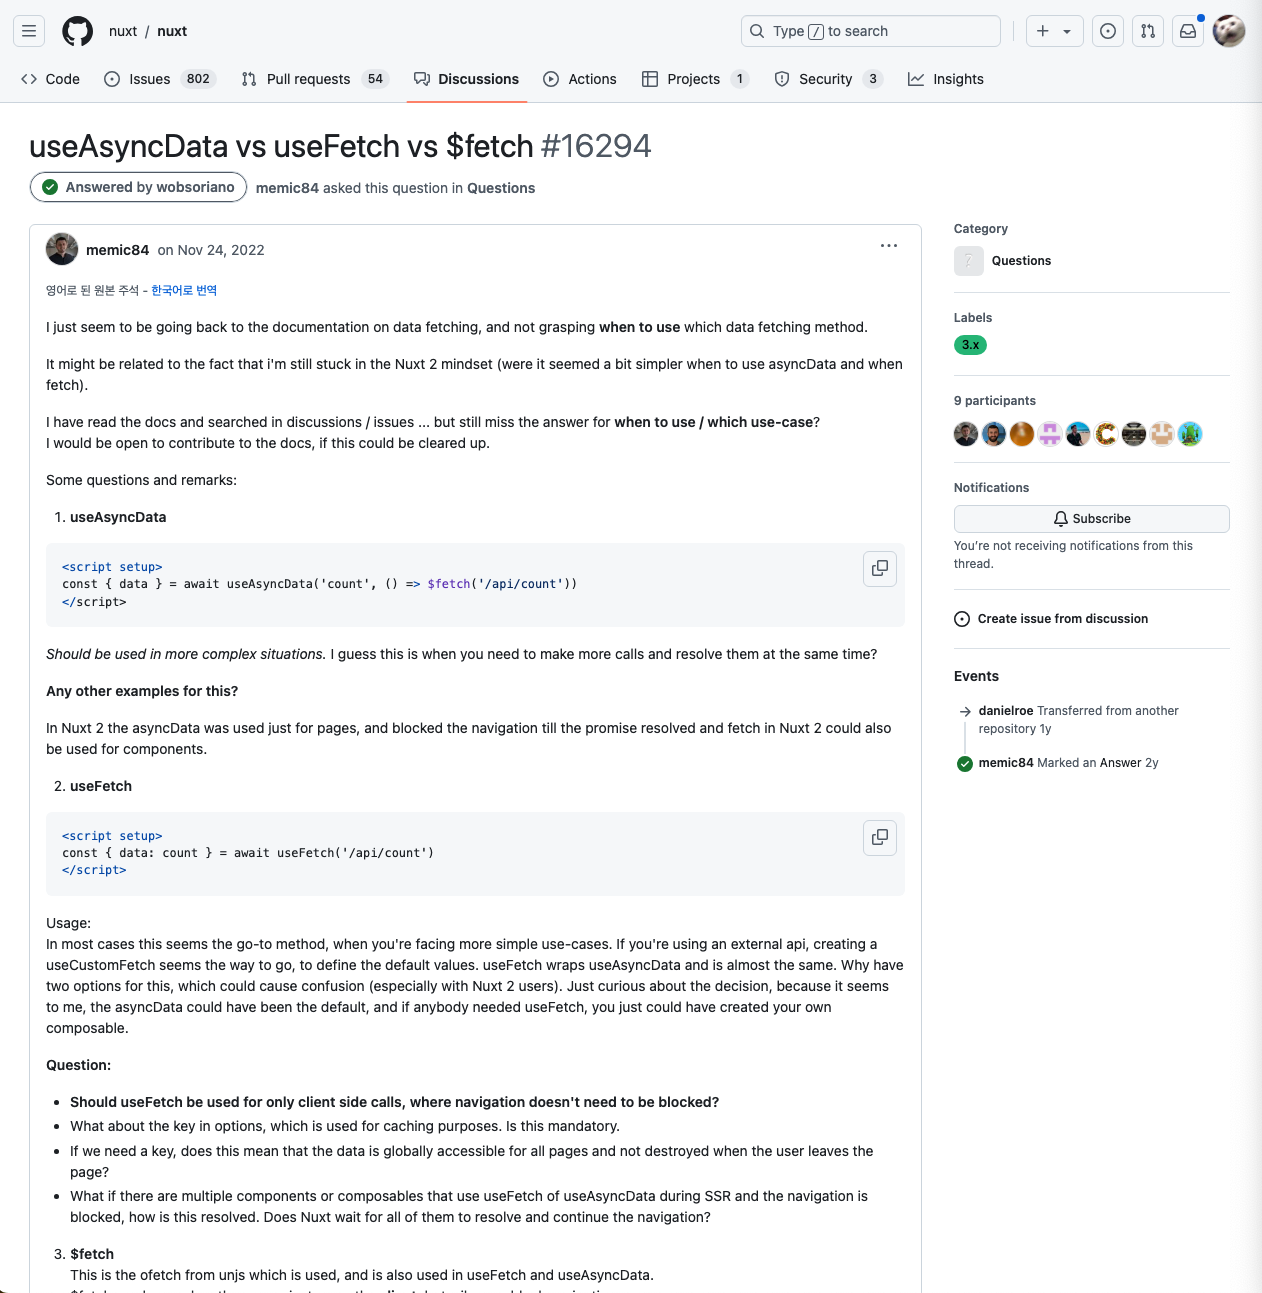 nuxt / nuxt
Type / to search
Code
Issues 802
Pull requests 54
Discussions
Actions
Projects 1
Security 3
Insights
useAsyncData vs useFetch vs $fetch #16294
Answered by wobsoriano
memic84 asked this question in Questions
memic84 on Nov 24, 2022
영어로 된 원본 주석 - 한국어로 번역
I just seem to be going back to the documentation on data fetching, and not grasping when to use which data fetching method.
It might be related to the fact that i'm still stuck in the Nuxt 2 mindset (were it seemed a bit simpler when to use asyncData and when
fetch).
I have read the docs and searched in discussions / issues ... but still miss the answer for when to use / which use-case?
I would be open to contribute to the docs, if this could be cleared up.
Some questions and remarks:
1. useAsyncData
<script setup>
const { data } = await useAsyncData('count', () => $fetch('/api/count'))
</script>
Should be used in more complex situations. I guess this is when you need to make more calls and resolve them at the same time?
Any other examples for this?
In Nuxt 2 the asyncData was used just for pages, and blocked the navigation till the promise resolved and fetch in Nuxt 2 could also
be used for components.
2. useFetch
<script setup>
const { data: count } = await useFetch('/api/count')
</script>
Usage:
In most cases this seems the go-to method, when you're facing more simple use-cases. If you're using an external api, creating a
useCustomFetch seems the way to go, to define the default values. useFetch wraps useAsyncData and is almost the same. Why have
two options for this, which could cause confusion (especially with Nuxt 2 users). Just curious about the decision, because it seems
to me, the asyncData could have been the default, and if anybody needed useFetch, you just could have created your own
composable.
Question:
• Should useFetch be used for only client side calls, where navigation doesn't need to be blocked?
• What about the key in options, which is used for caching purposes. Is this mandatory.
• If we need a key, does this mean that the data is globally accessible for all pages and not destroyed when the user leaves the
page?
• What if there are multiple components or composables that use useFetch of useAsyncData during SSR and the navigation is
blocked, how is this resolved. Does Nuxt wait for all of them to resolve and continue the navigation?
3. $fetch
This is the ofetch from unjs which is used, and is also used in useFetch and useAsyncData.
Category
Questions
Labels
3.x
9 participants
Notifications
Subscribe
You're not receiving notifications from this
thread.
Create issue from discussion
Events
danielroe Transferred from another
repository 1y
memic84 Marked an Answer 2y